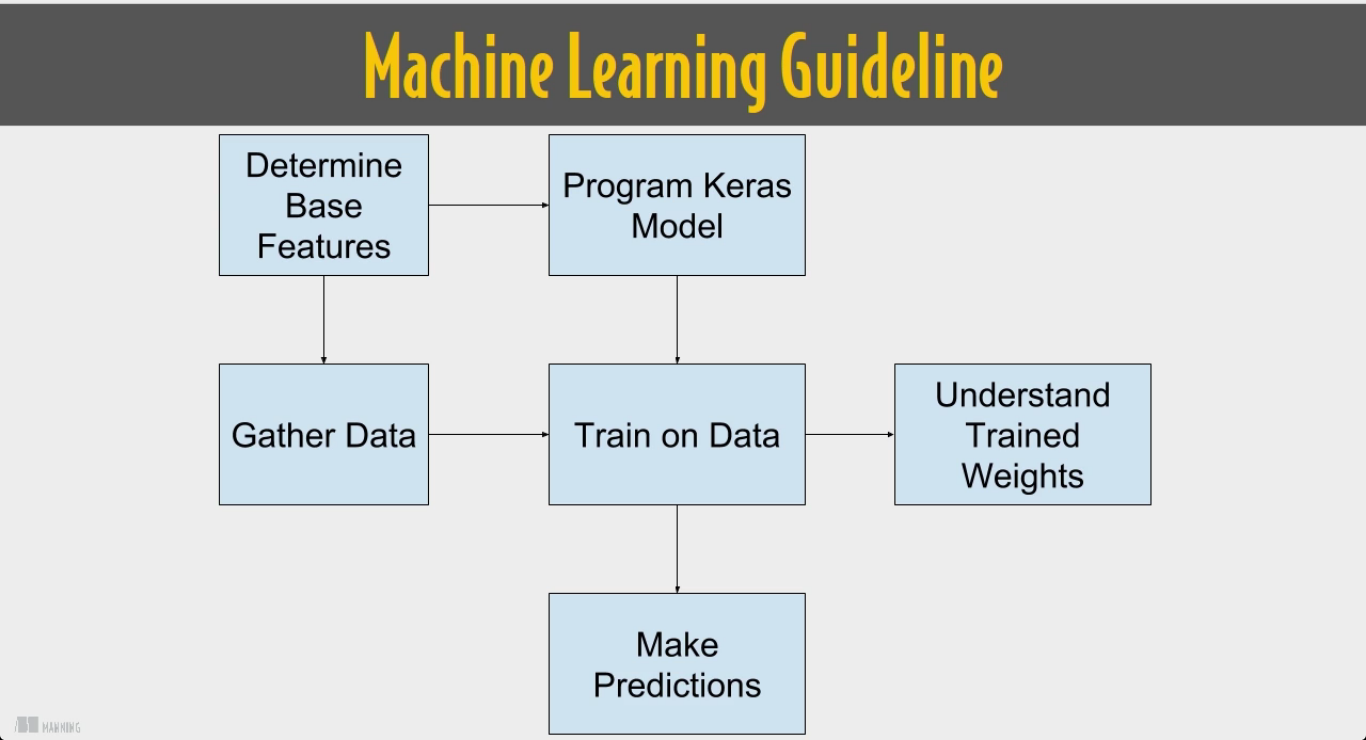 Machine Learning Guideline
Determine
Base
Features
Program Keras
Model
Gather Data
Train on Data
Understand
Trained
Weights
Make
Predictions
MANNING